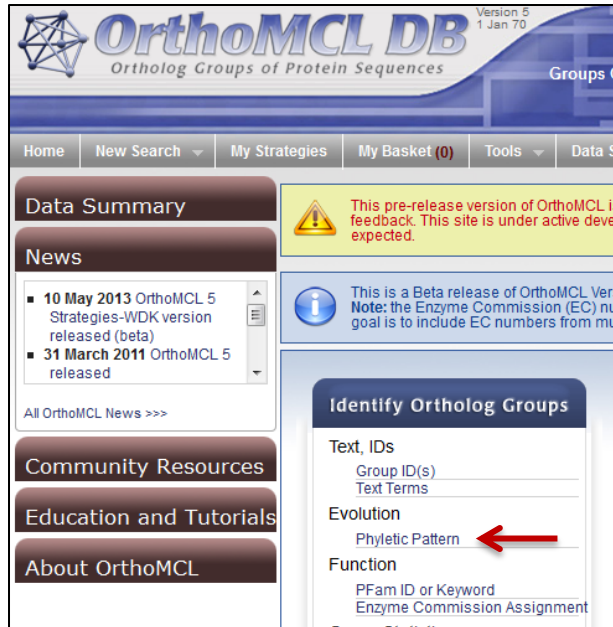 Version 5
1 Jan 70
OrthoMCL DB
Ortholog Groups of Protein Sequences
Groups
Home New Search My Strategies My Basket (0) Tools Data
Data Summary
News
10 May 2013 OrthoMCL 5
Strategies-WDK version
released (beta)
31 March 2011 OrthoMCL 5
released
All OrthoMCL News >>>
Community Resources
Education and Tutorials
About OrthoMCL
This pre-release version of OrthoMCL
feedback. This site is under active
expected.
This is a Beta release of OrthoMCL
Note: the Enzyme Commission (EC)
goal is to include EC numbers from
Identify Ortholog Groups
Text, IDs
Group ID(s)
Text Terms
Evolution
Phyletic Pattern
Function
PFam ID or Keyword
Enzyme Commission Assignment